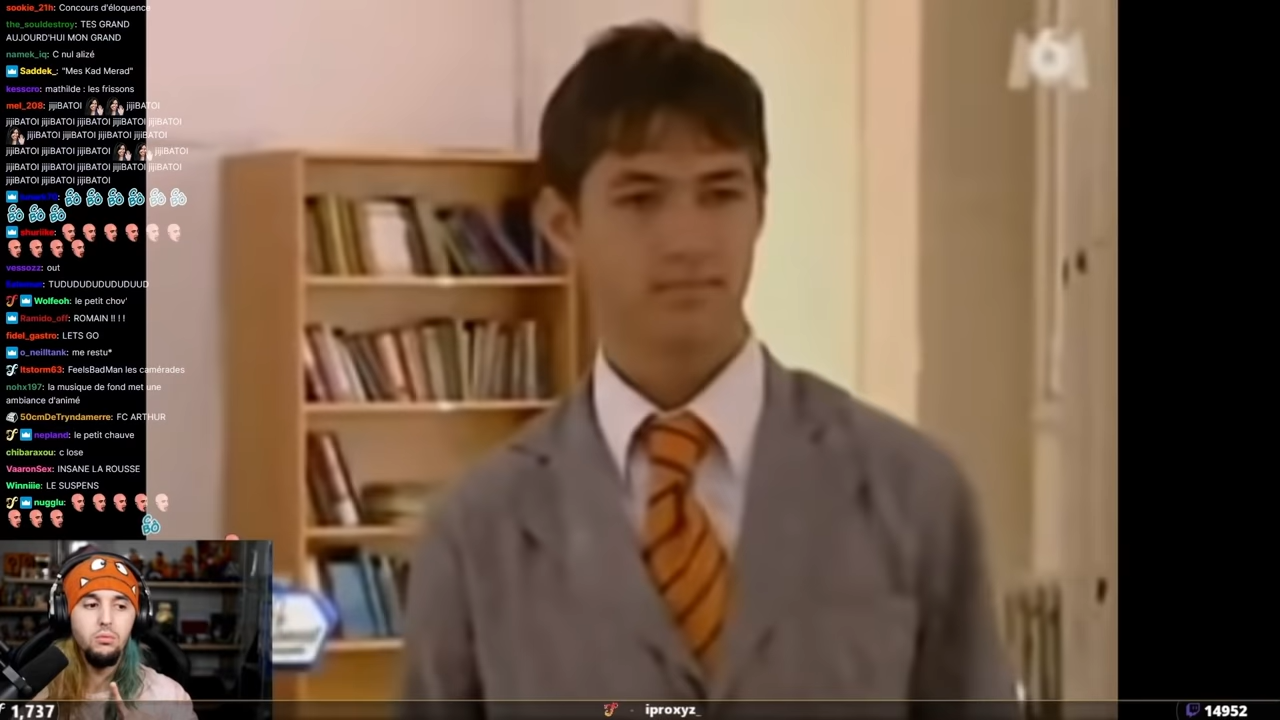 M6
sookie_21h: Concours d'éloquence
the_souldestroy: TES GRAND
AUJOURD'HUI MON GRAND
namek_iq: C nul alizé
Saddek_: "Mes Kad Merad"
kesscro: mathilde : les frissons
mel_208: jijiBATOI jijiBATOI
jijiBATOI jijiBATOI jijiBATOI jijiBATOI jijiBATOI
jijiBATOI jijiBATOI jijiBATOI jijiBATOI
jijiBATOI jijiBATOI jijiBATOI jijiBATOI
jijiBATOI jijiBATOI jijiBATOI jijiBATOI jijiBATOI
jijiBATOI jijiBATOI jijiBATOI
shuriike:
vessozz: out
TUDUDUDUDUDUDUUD
Wolfeoh: le petit chov'
Ramido_off: ROMAIN !! ! !
fidel_gastro: LETS GO
o_neilltank: me restu*
itstorm63: FeelsBadMan les camérades
nohx197: la musique de fond met une
ambiance d'animé
50cmDeTryndamerre: FC ARTHUR
nepland: le petit chauve
chibaraxou: c lose
VaaronSex: INSANE LA ROUSSE
Winniiie: LE SUSPENS
nugglu:
1,737
iproxyz_
14952